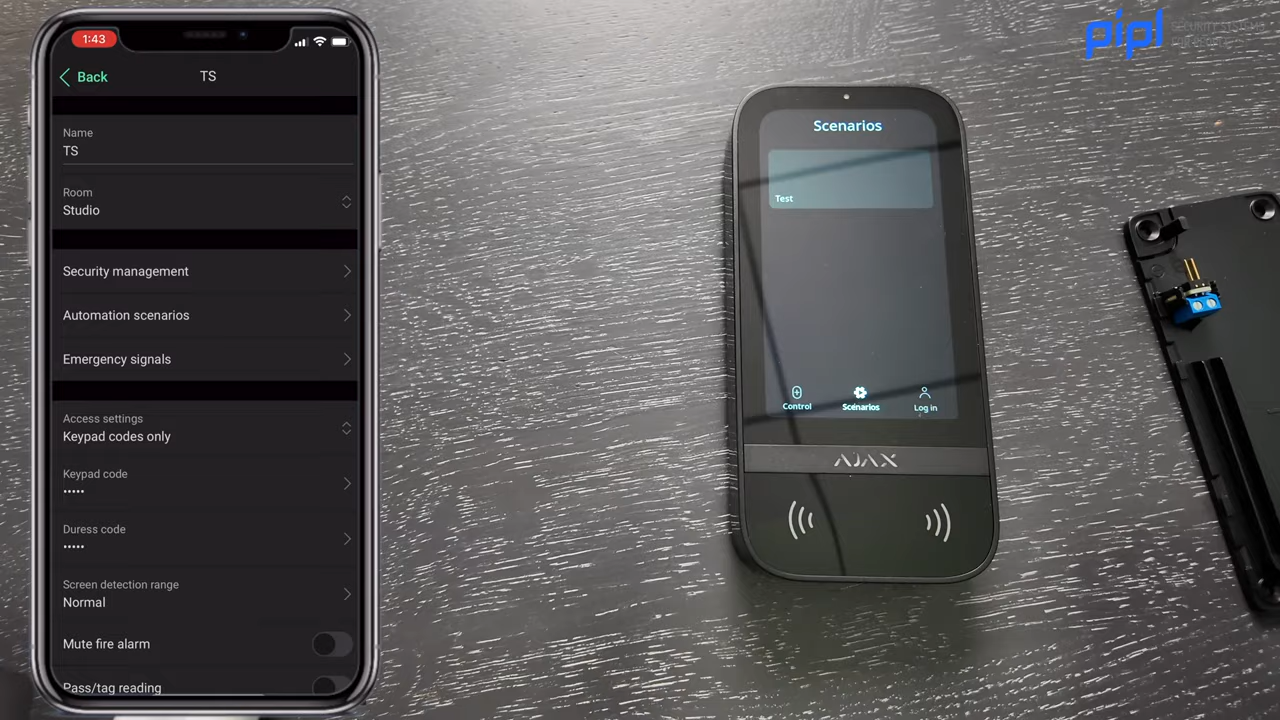 1:43
Back
TS
Name
TS
Room
Studio
Security management
Automation scenarios
Emergency signals
Access settings
Keypad codes only
Keypad code
•••••
Duress code
•••••
Screen detection range
Normal
Mute fire alarm
Pass/tag reading
Scenarios
Test
Control
Scenarios
Log in
AJAX
pipl